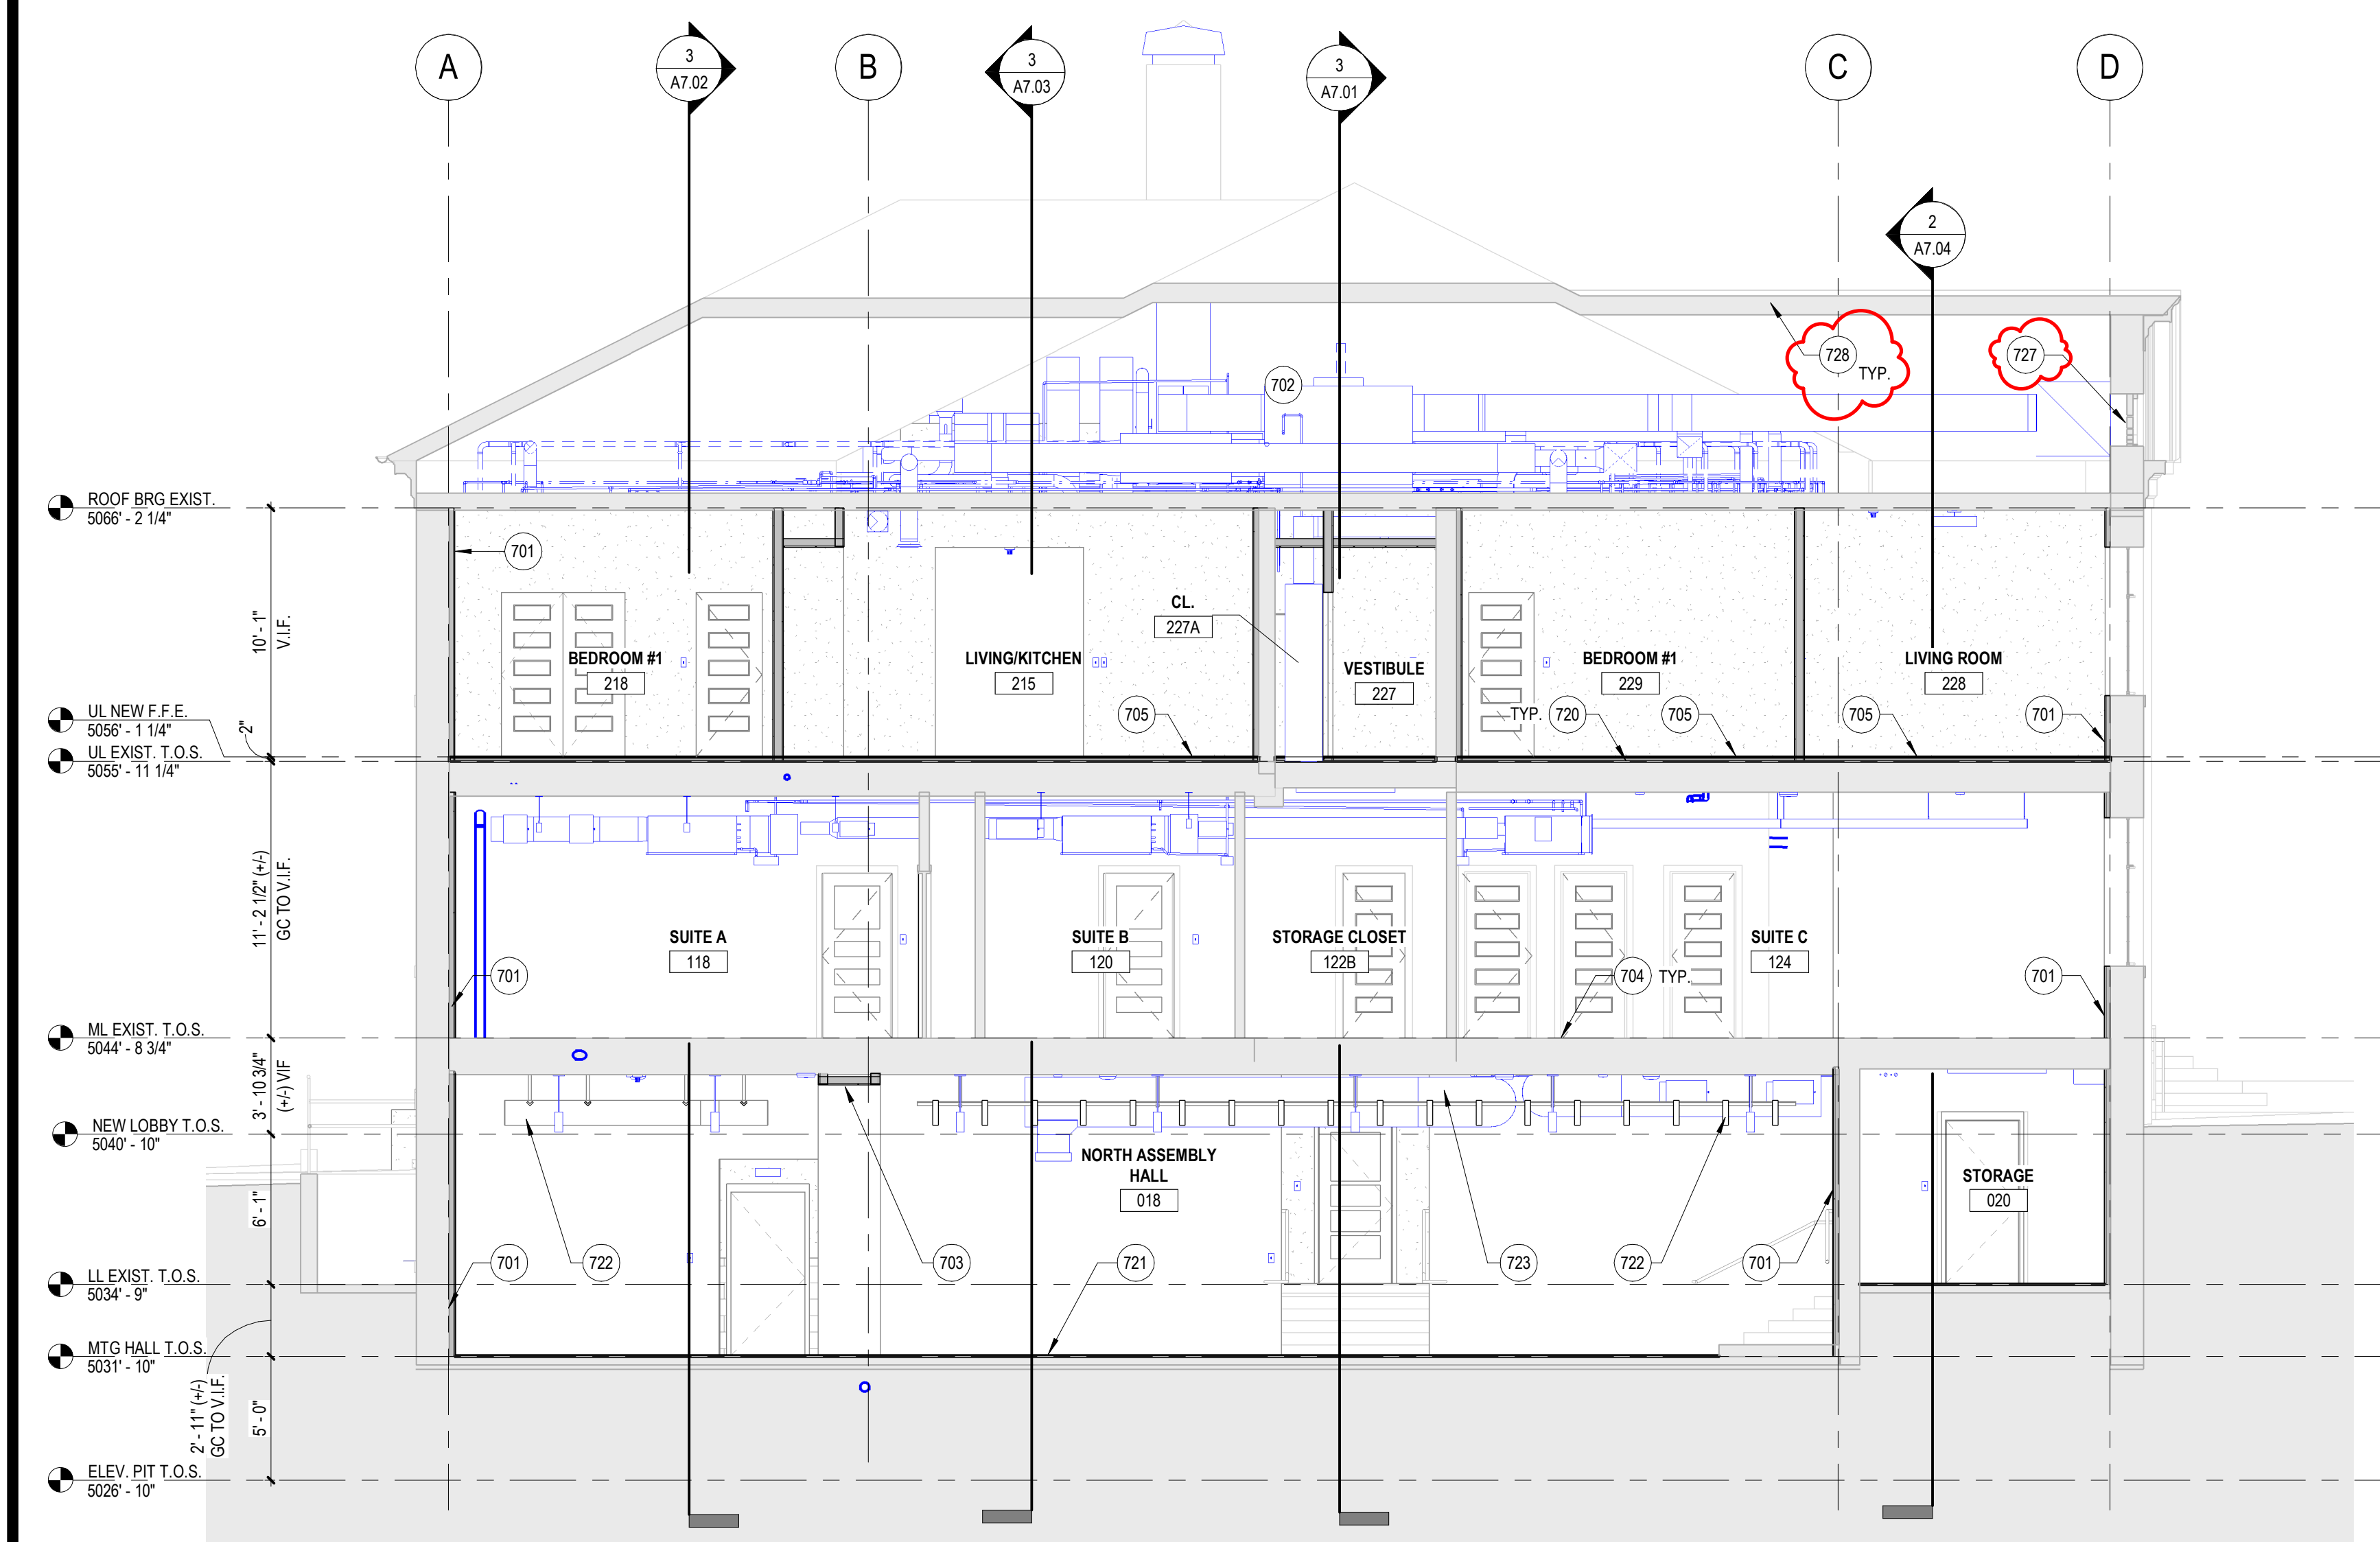 A
3
A7.02
B
3
A7.03
3
A7.01
C
D
2
A7.04
728
TYP.
727
702
ROOF BRG EXIST.
5066' - 2 1/4"
701
10' - 1"
V.I.F.
CL.
227A
BEDROOM #1
218
LIVING/KITCHEN
215
VESTIBULE
227
BEDROOM #1
229
LIVING ROOM
228
UL NEW F.F.E.
5056' - 1 1/4"
2"
705
TYP.
720
705
705
701
UL EXIST. T.O.S.
5055' - 11 1/4"
11' - 2 1/2" (+/-)
GC TO V.I.F.
SUITE A
118
SUITE B
120
STORAGE CLOSET
122B
SUITE C
124
701
704
TYP.
701
ML EXIST. T.O.S.
5044' - 8 3/4"
3' - 10 3/4"
(+/-) VIF
NEW LOBBY T.O.S.
5040' - 10"
NORTH ASSEMBLY
HALL
018
STORAGE
020
6' - 1"
701
722
703
721
723
722
701
LL EXIST. T.O.S.
5034' - 9"
MTG HALL T.O.S.
5031' - 10"
2' - 11" (+/-)
GC TO V.I.F.
5' - 0"
ELEV. PIT T.O.S.
5026' - 10"